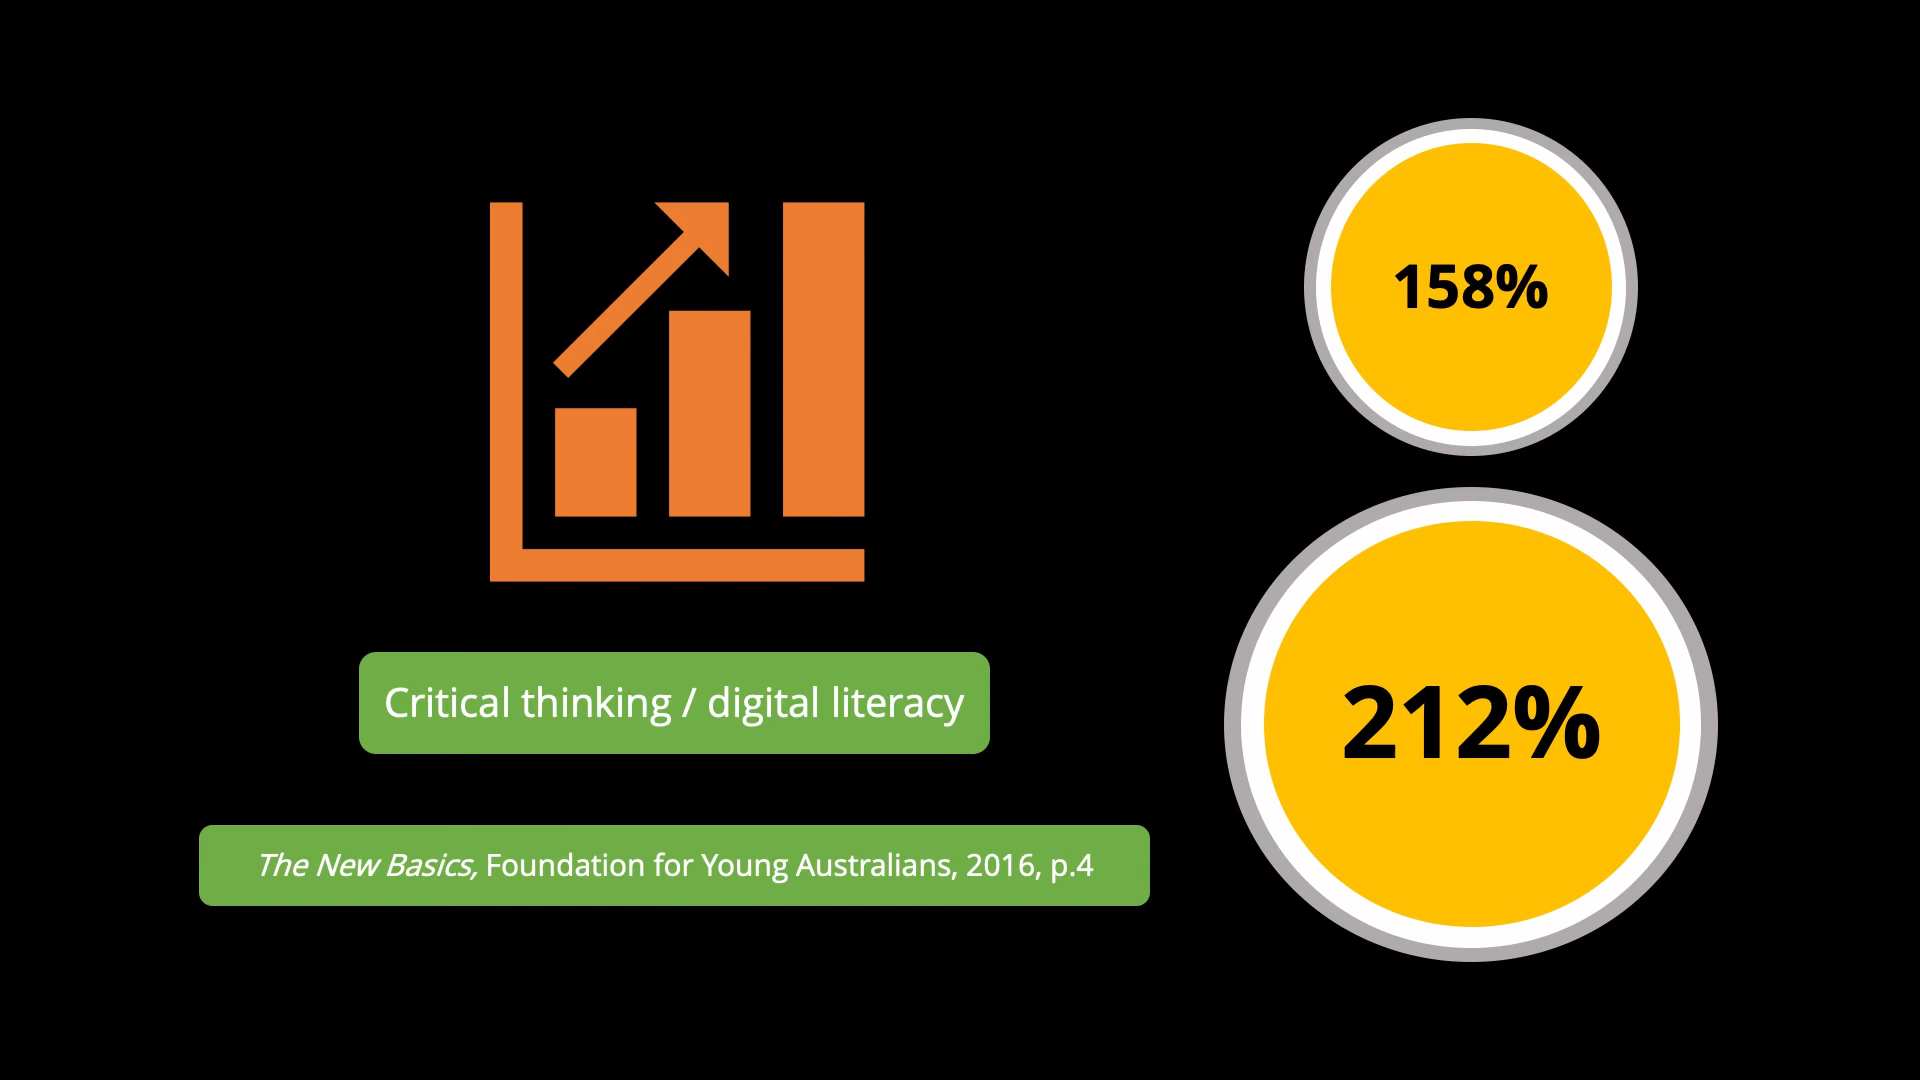 158%
Critical thinking / digital literacy
212%
The New Basics, Foundation for Young Australians, 2016, p.4